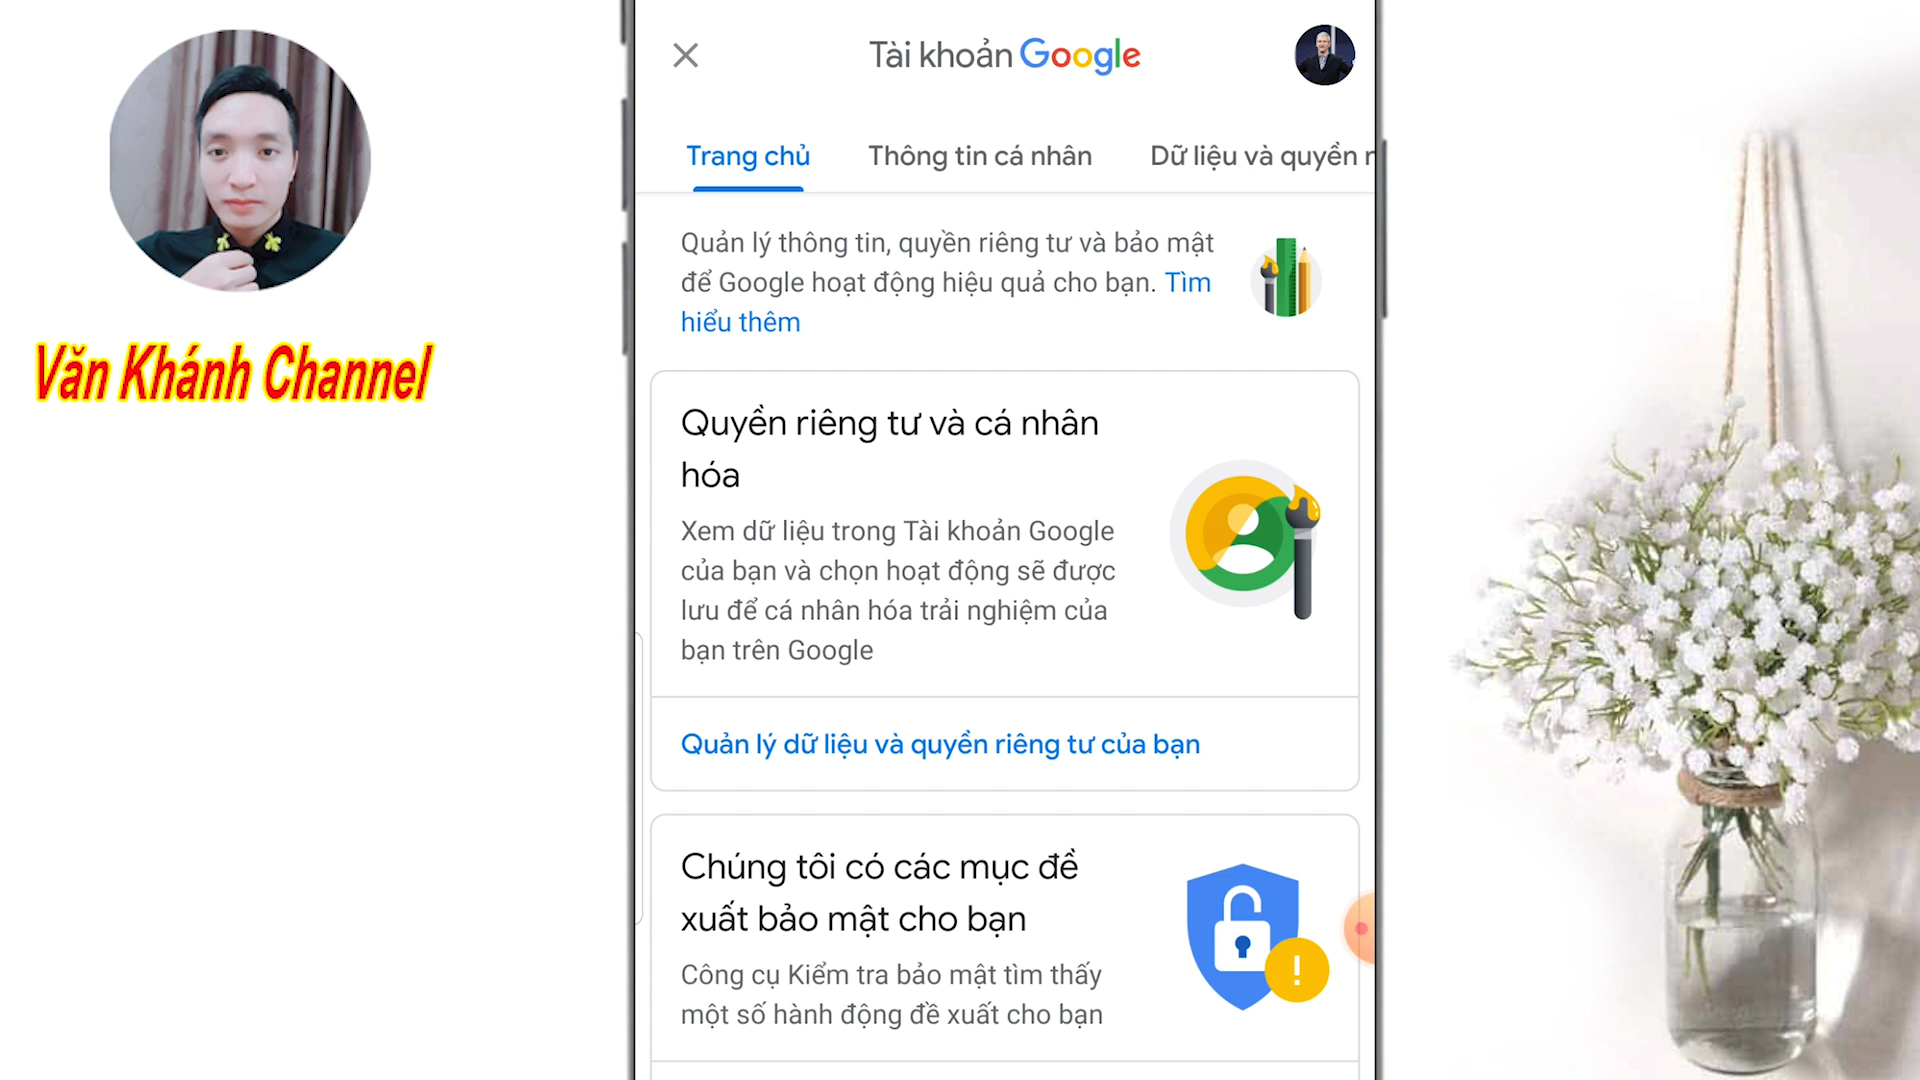 Văn Khánh Channel
Tài khoản Google
Trang chủ
Thông tin cá nhân
Dữ liệu và quyền r
Quản lý thông tin, quyền riêng tư và bảo mật
để Google hoạt động hiệu quả cho bạn. Tìm
hiểu thêm
Quyền riêng tư và cá nhân
hóa
Xem dữ liệu trong Tài khoản Google
của bạn và chọn hoạt động sẽ được
lưu để cá nhân hóa trải nghiệm của
bạn trên Google
Quản lý dữ liệu và quyền riêng tư của bạn
Chúng tôi có các mục đề
xuất bảo mật cho bạn
Công cụ Kiểm tra bảo mật tìm thấy
một số hành động đề xuất cho bạn